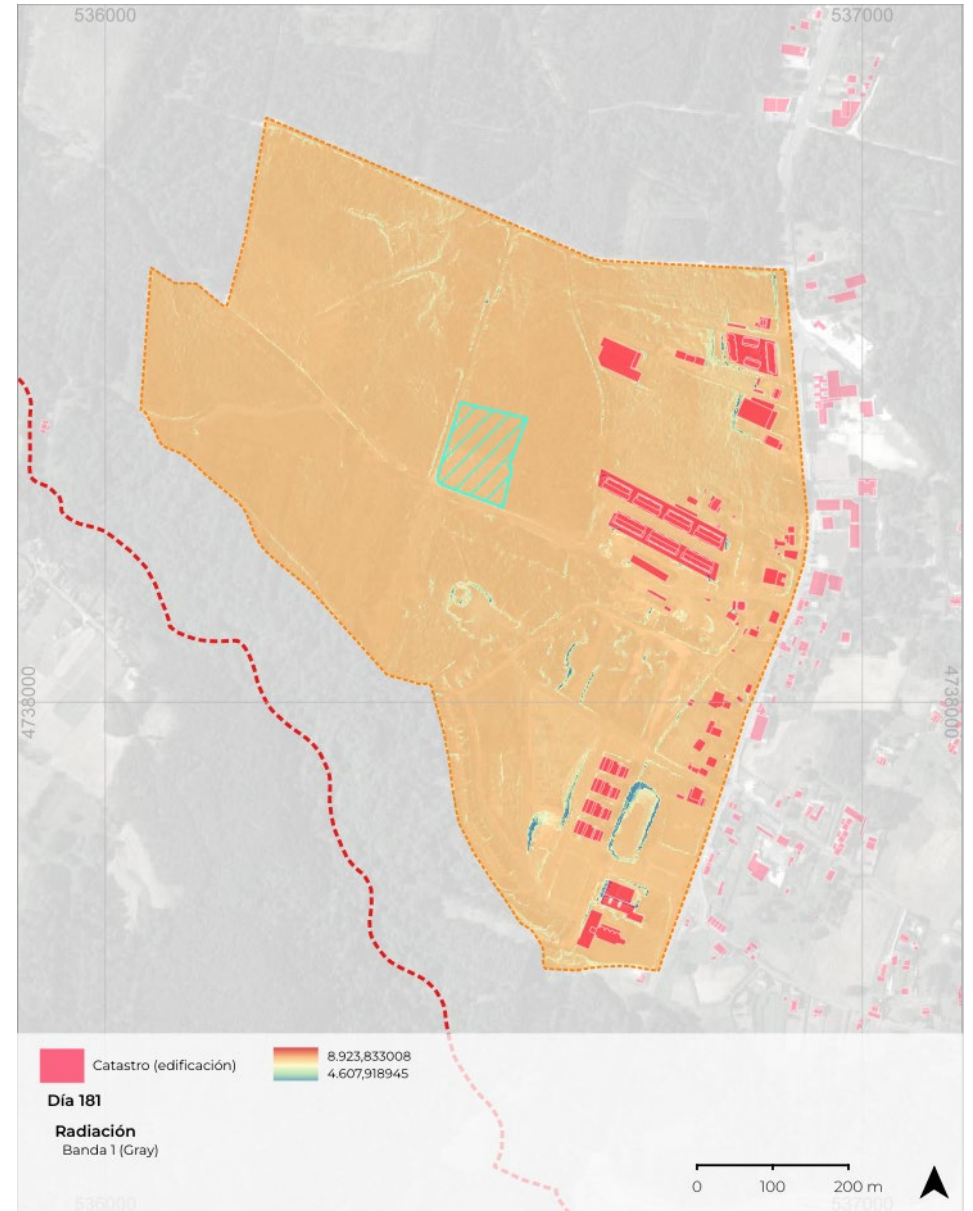 536000
537000
4738000
4738000
Catastro (edificación)
8.923,833008
4.607,918945
Día 181
Radiación
Banda 1 (Gray)
0
100
200 m
536000
537000